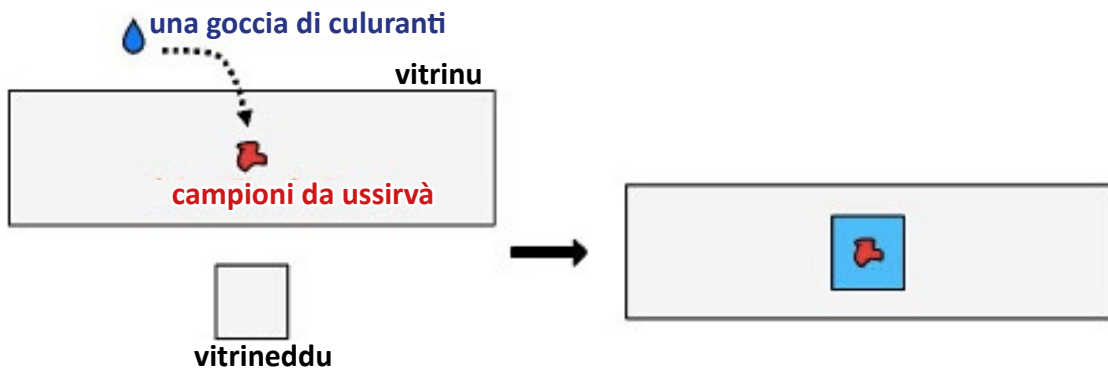 una goccia di culuranti
vitrinu
campioni da ussirvà
vitrineddu